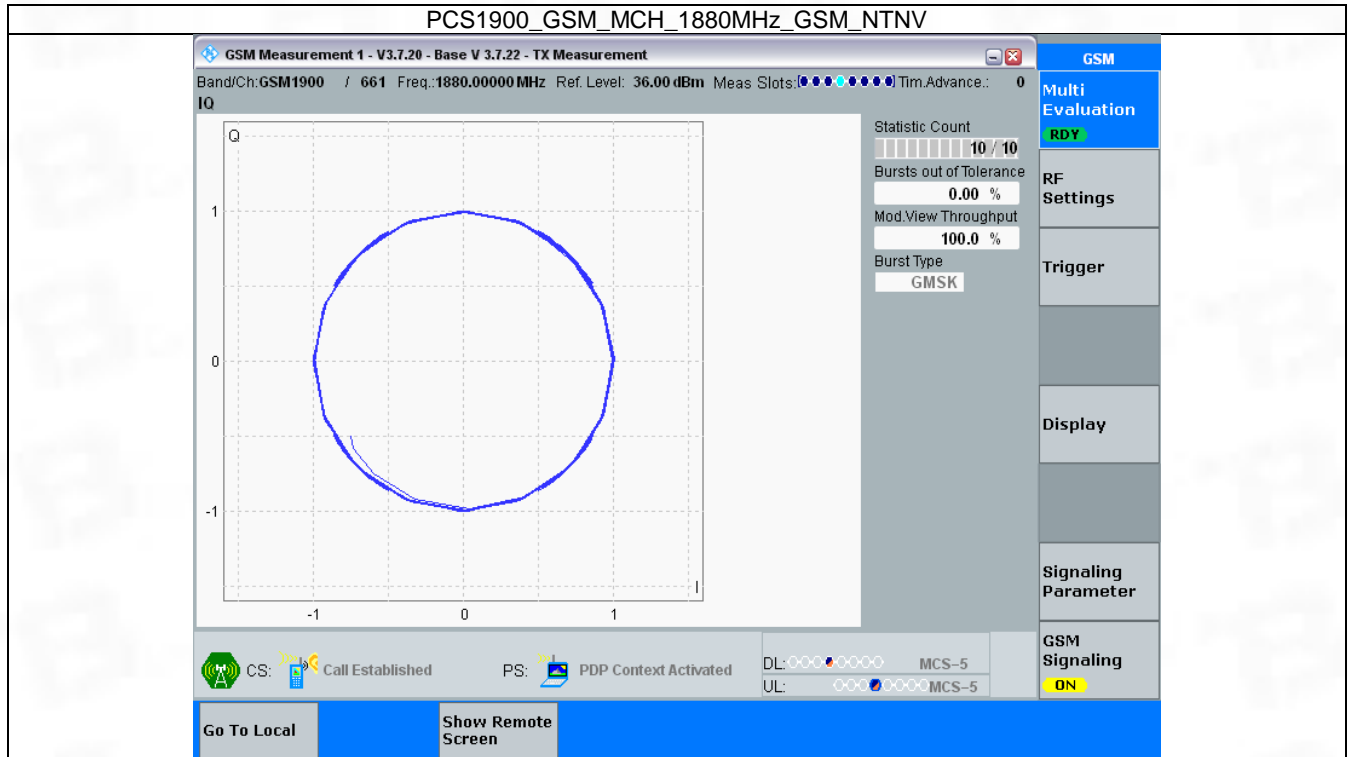 PCS1900_GSM_MCH_1880MHz_GSM_NTNV
GSM Measurement 1 - V3.7.20 - Base V 3.7.22 - TX Measurement
GSM
Band/Ch:GSM1900 / 661 Freq.:1880.00000 MHz Ref. Level: 36.00 dBm Meas Slots: Tim.Advance.: 0
IQ
Multi
Evaluation
RDY
Q
Statistic Count
10 / 10
Bursts out of Tolerance
0.00 %
Mod.View Throughput
100.0 %
Burst Type
GMSK
RF
Settings
Trigger
1
0
-1
-1 0 1
I
Display
Signaling
Parameter
GSM
Signaling
ON
CS: Call Established PS: PDP Context Activated DL: MCS-5
UL: MCS-5
Go To Local
Show Remote
Screen